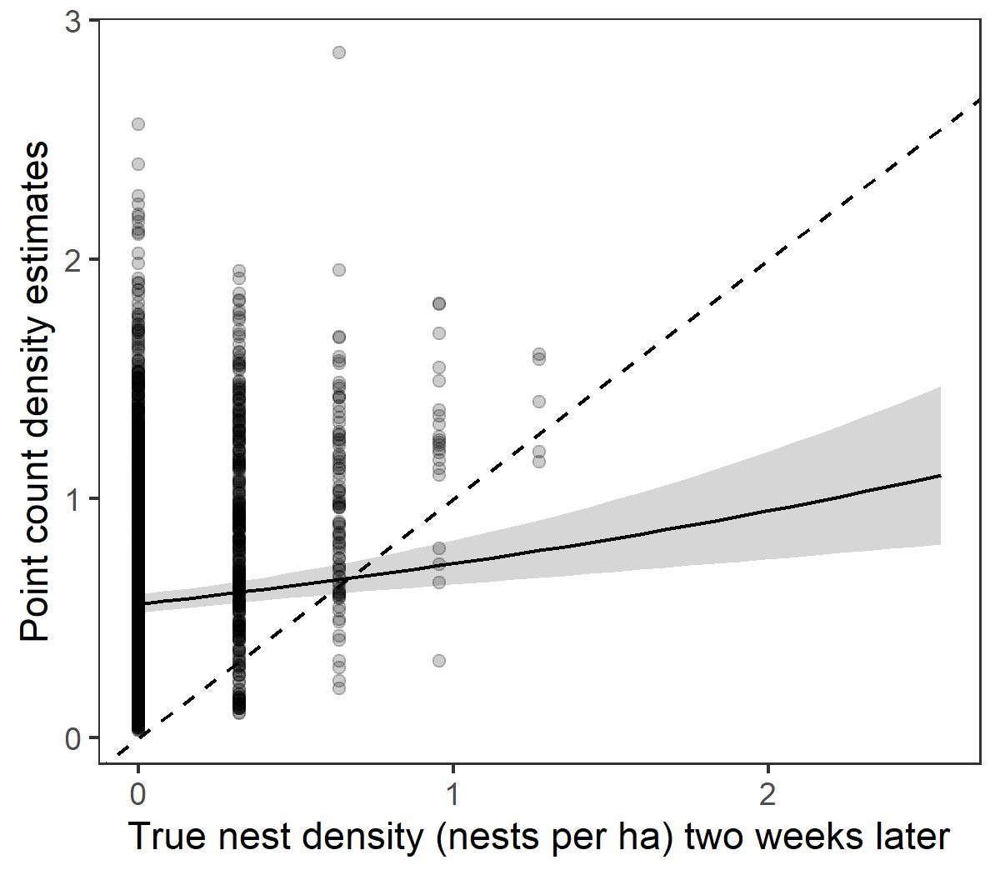 3
2
1
0
Point count density estimates
0 1 2
True nest density (nests per ha) two weeks later